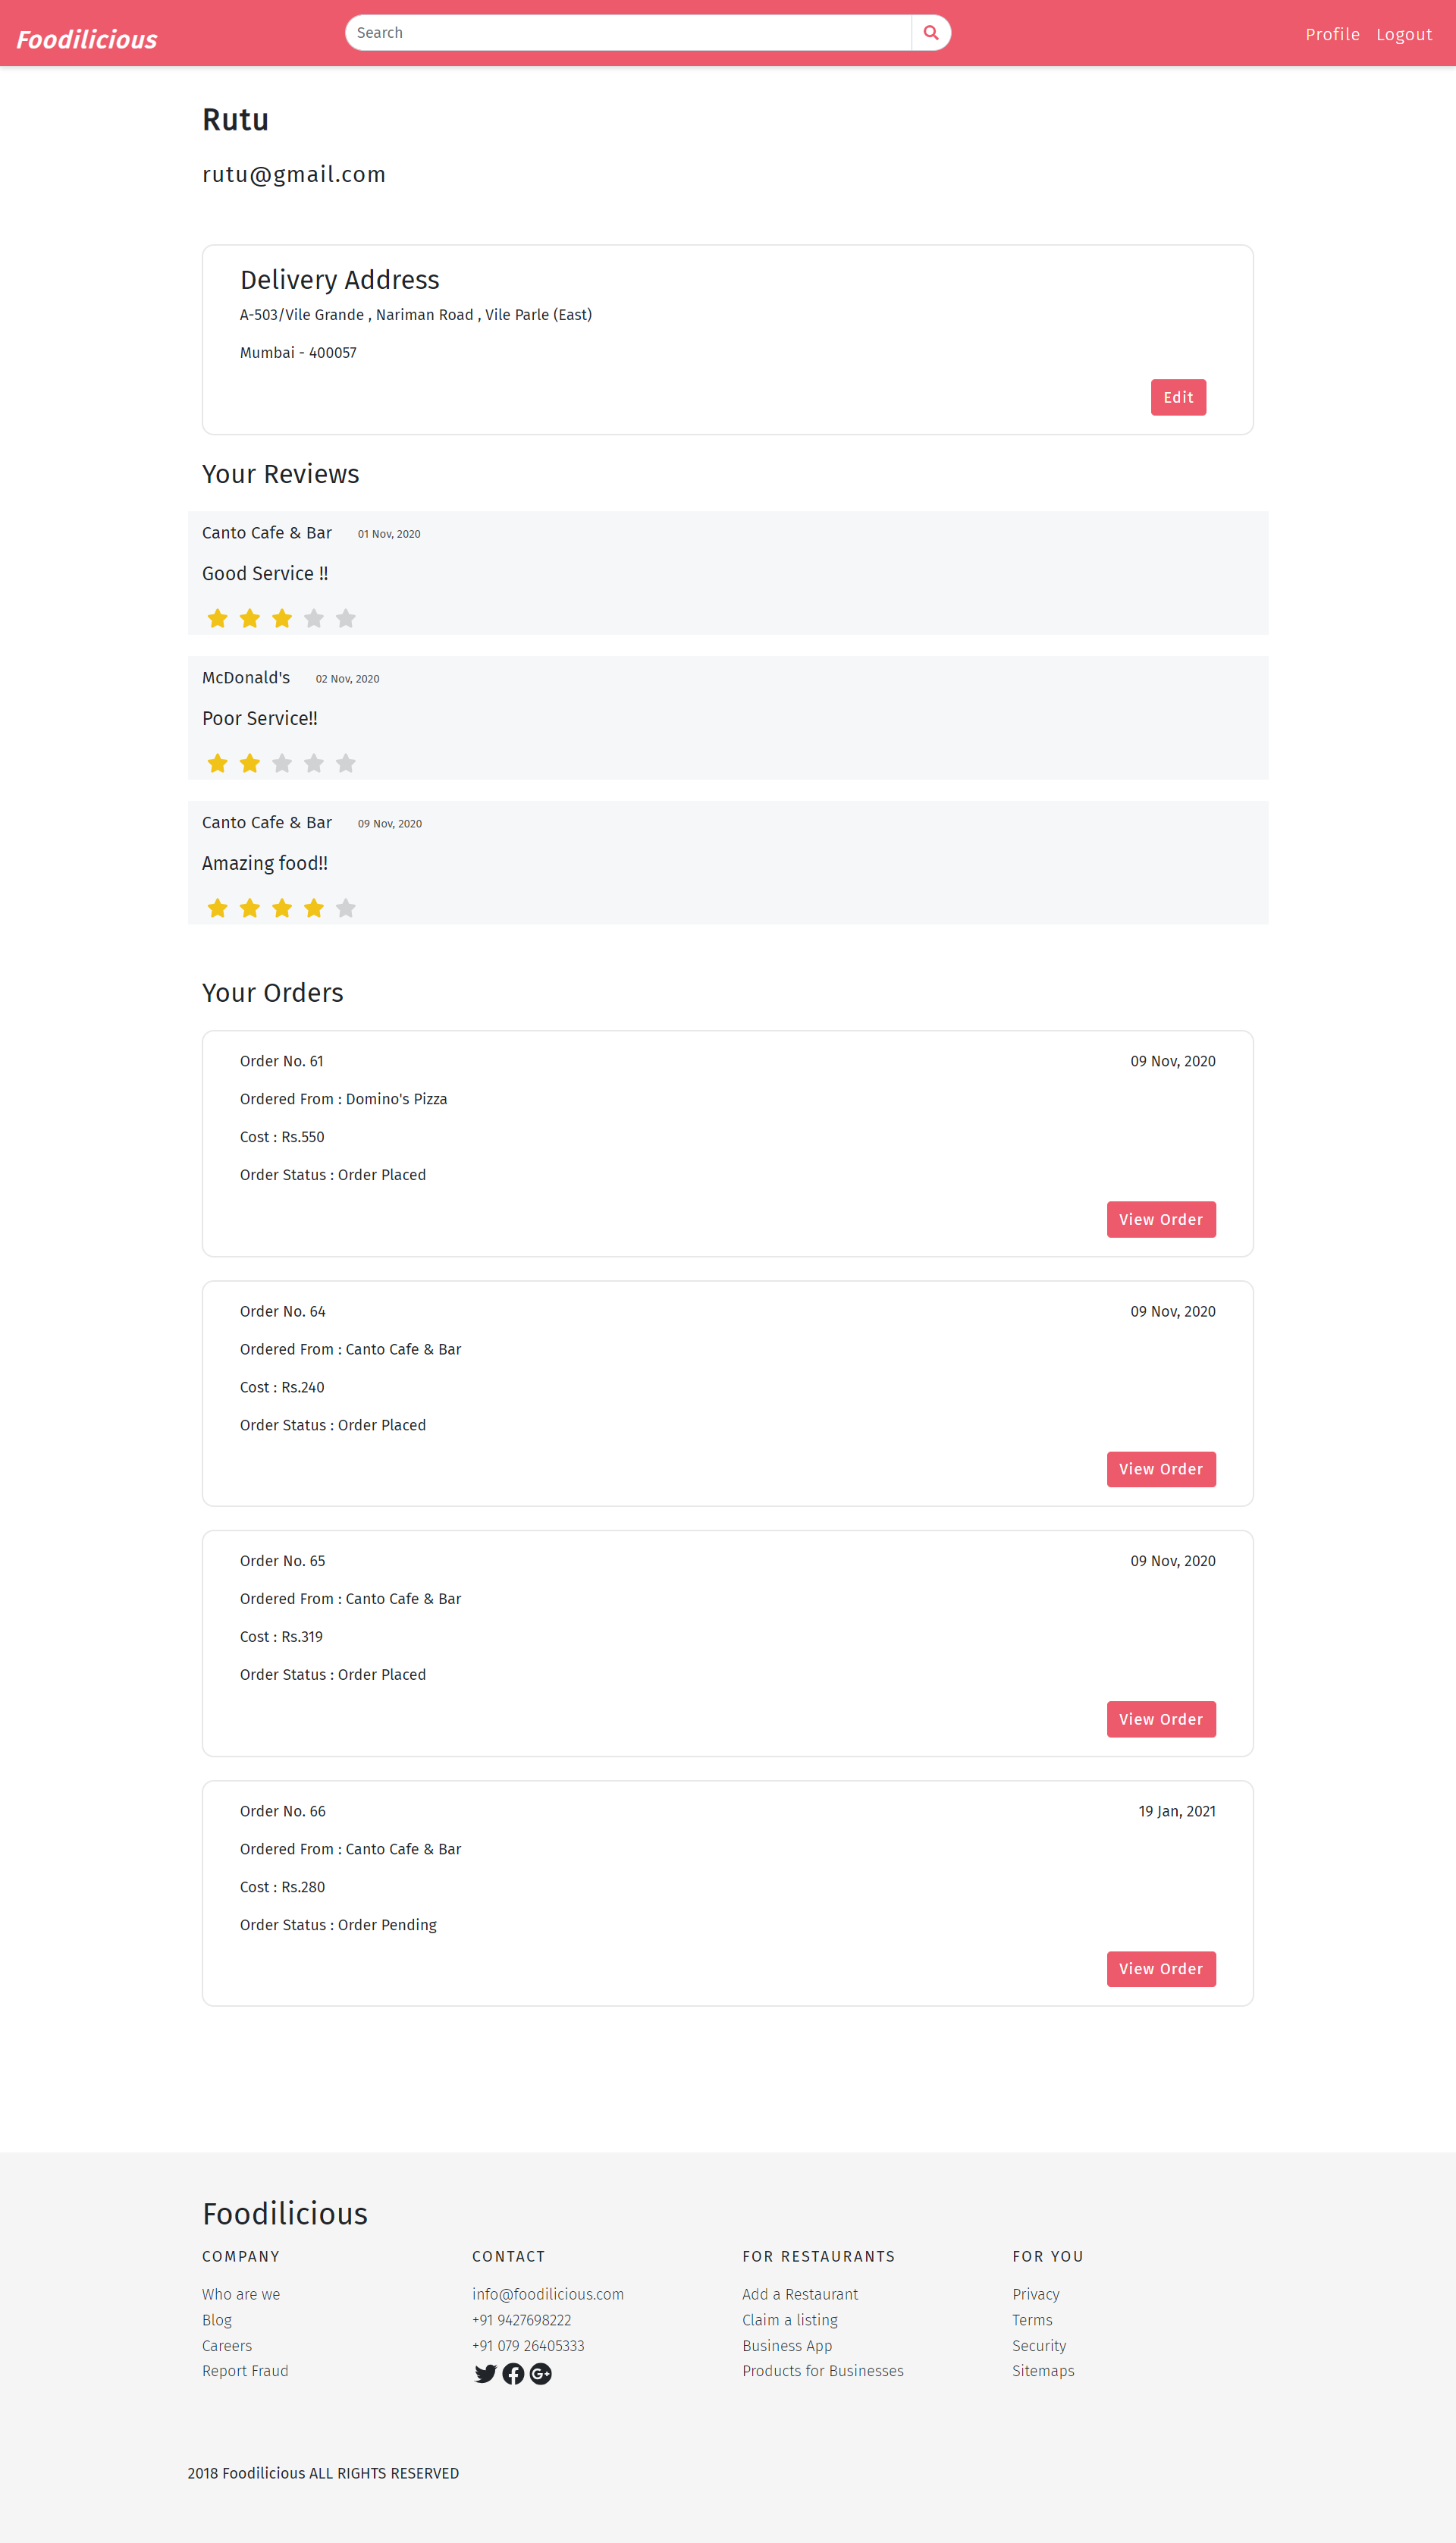 Foodilicious
Search
Profile Logout
Rutu
rutu@gmail.com
Delivery Address
A-503/Vile Grande , Nariman Road , Vile Parle (East)
Mumbai - 400057
Edit
Your Reviews
Canto Cafe & Bar 01 Nov, 2020
Good Service !!
McDonald's 02 Nov, 2020
Poor Service!!
Canto Cafe & Bar 09 Nov, 2020
Amazing food!!
Your Orders
Order No. 61 09 Nov, 2020
Ordered From : Domino's Pizza
Cost : Rs.550
Order Status : Order Placed
View Order
Order No. 64 09 Nov, 2020
Ordered From : Canto Cafe & Bar
Cost : Rs.240
Order Status : Order Placed
View Order
Order No. 65 09 Nov, 2020
Ordered From : Canto Cafe & Bar
Cost : Rs.319
Order Status : Order Placed
View Order
Order No. 66 19 Jan, 2021
Ordered From : Canto Cafe & Bar
Cost : Rs.280
Order Status : Order Pending
View Order
Foodilicious
COMPANY
Who are we
Blog
Careers
Report Fraud
CONTACT
info@foodilicious.com
+91 9427698222
+91 079 26405333
FOR RESTAURANTS
Add a Restaurant
Claim a listing
Business App
Products for Businesses
FOR YOU
Privacy
Terms
Security
Sitemaps
2018 Foodilicious ALL RIGHTS RESERVED